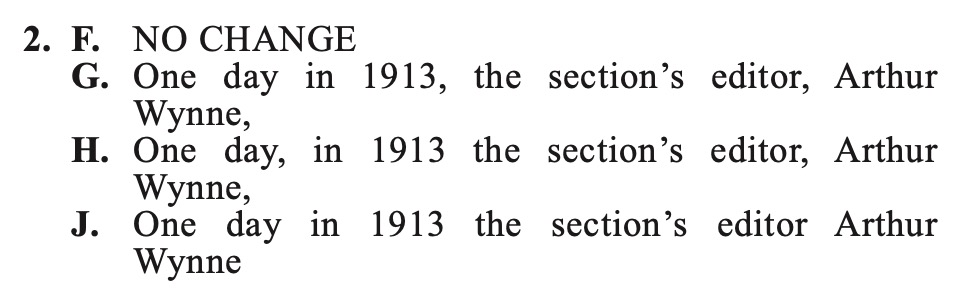 2. F. NO CHANGE
G. One day in 1913, the section’s editor, Arthur
Wynne,
H. One day, in 1913 the section’s editor, Arthur
Wynne,
J. One day in 1913 the section’s editor Arthur
Wynne